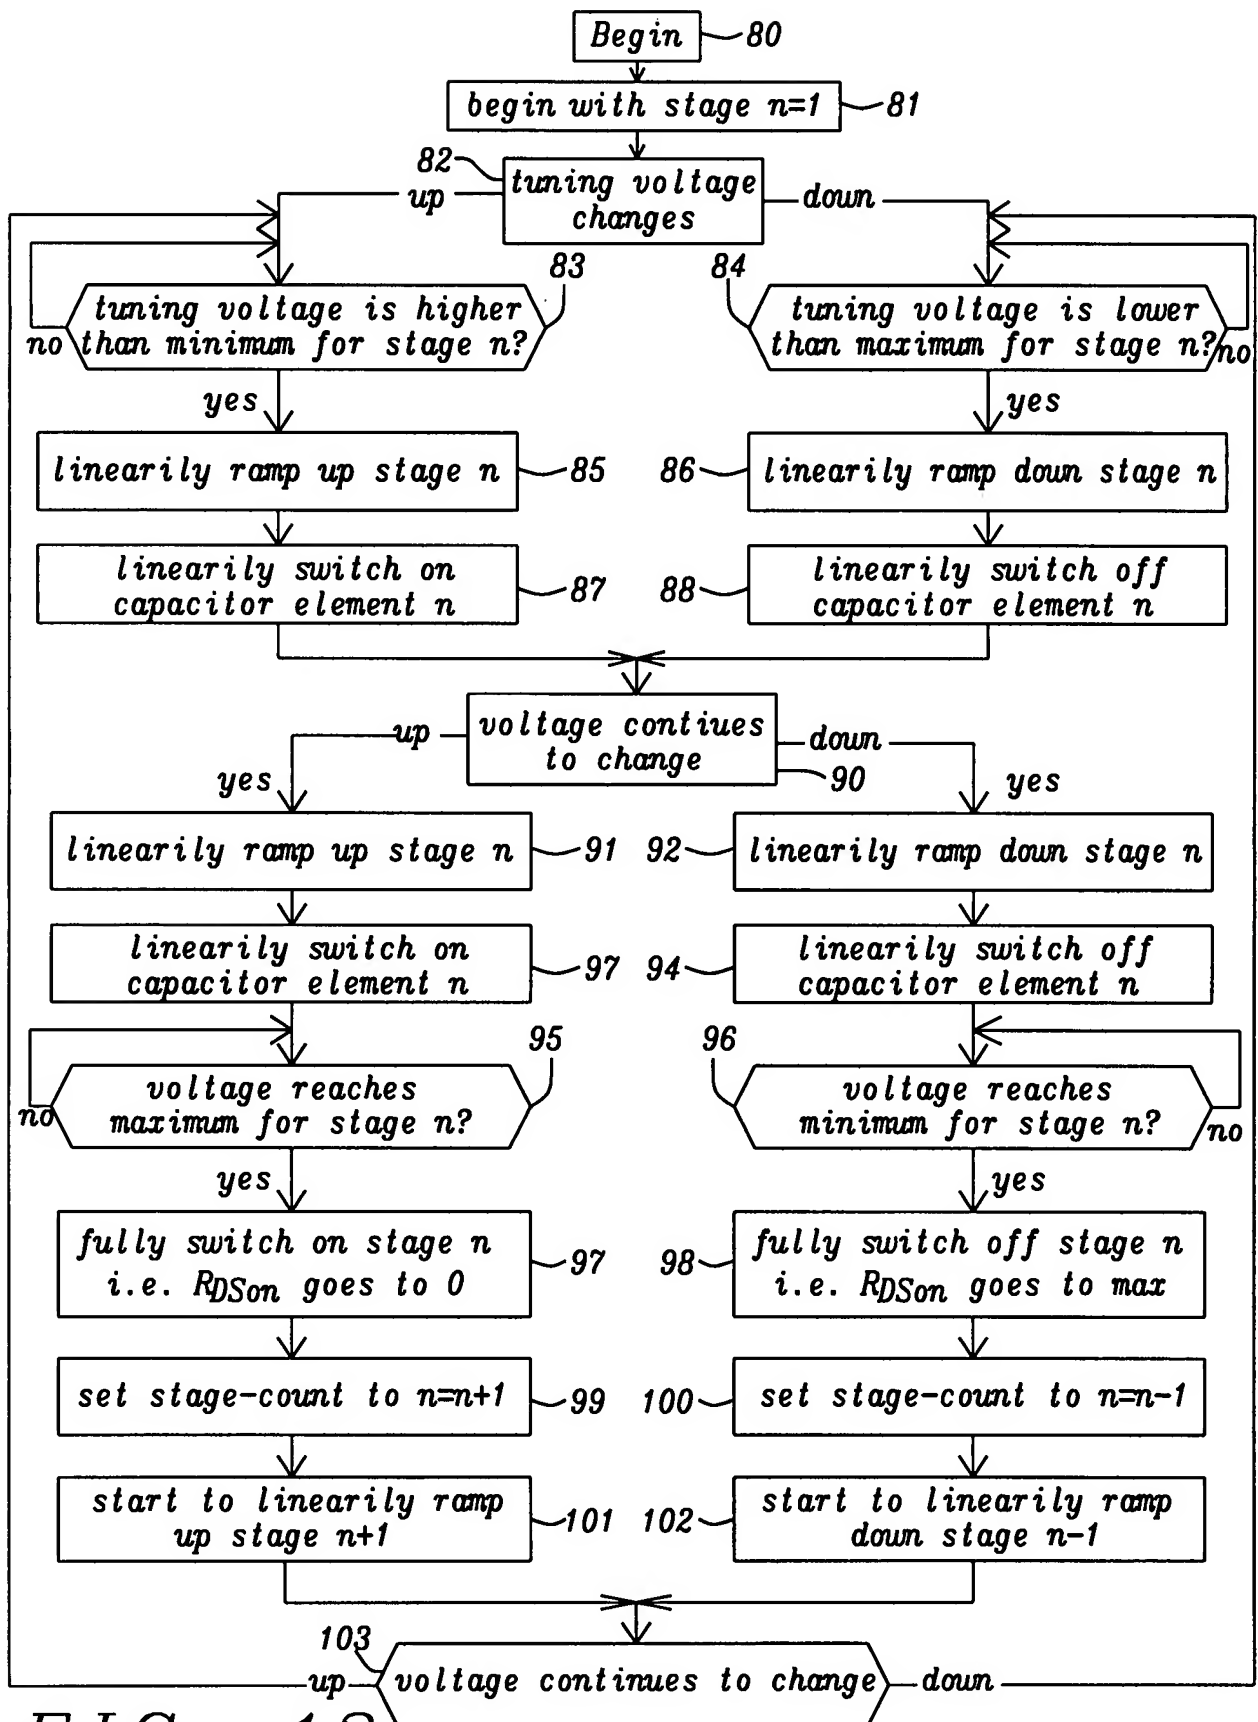 Begin 80
begin with stage n=1 81
82
tuning voltage
changes
up
down
83
84
tuning voltage is higher
than minimum for stage n?
no
tuning voltage is lower
than maximum for stage n?
no
yes
yes
linearily ramp up stage n 85
86 linearily ramp down stage n
linearily switch on
capacitor element n
87
88
linearily switch off
capacitor element n
up
voltage contiues
to change
down
90
yes
yes
linearily ramp up stage n 91
92 linearily ramp down stage n
linearily switch on
capacitor element n
97
94
linearily switch off
capacitor element n
95
96
voltage reaches
maximum for stage n?
no
voltage reaches
minimum for stage n?
no
yes
yes
fully switch on stage n
i.e. RDSon goes to 0
97
98
fully switch off stage n
i.e. RDSon goes to max
set stage-count to n=n+1 99
100 set stage-count to n=n-1
start to linearily ramp
up stage n+1
101
102
start to linearily ramp
down stage n-1
103
up
voltage continues to change
down